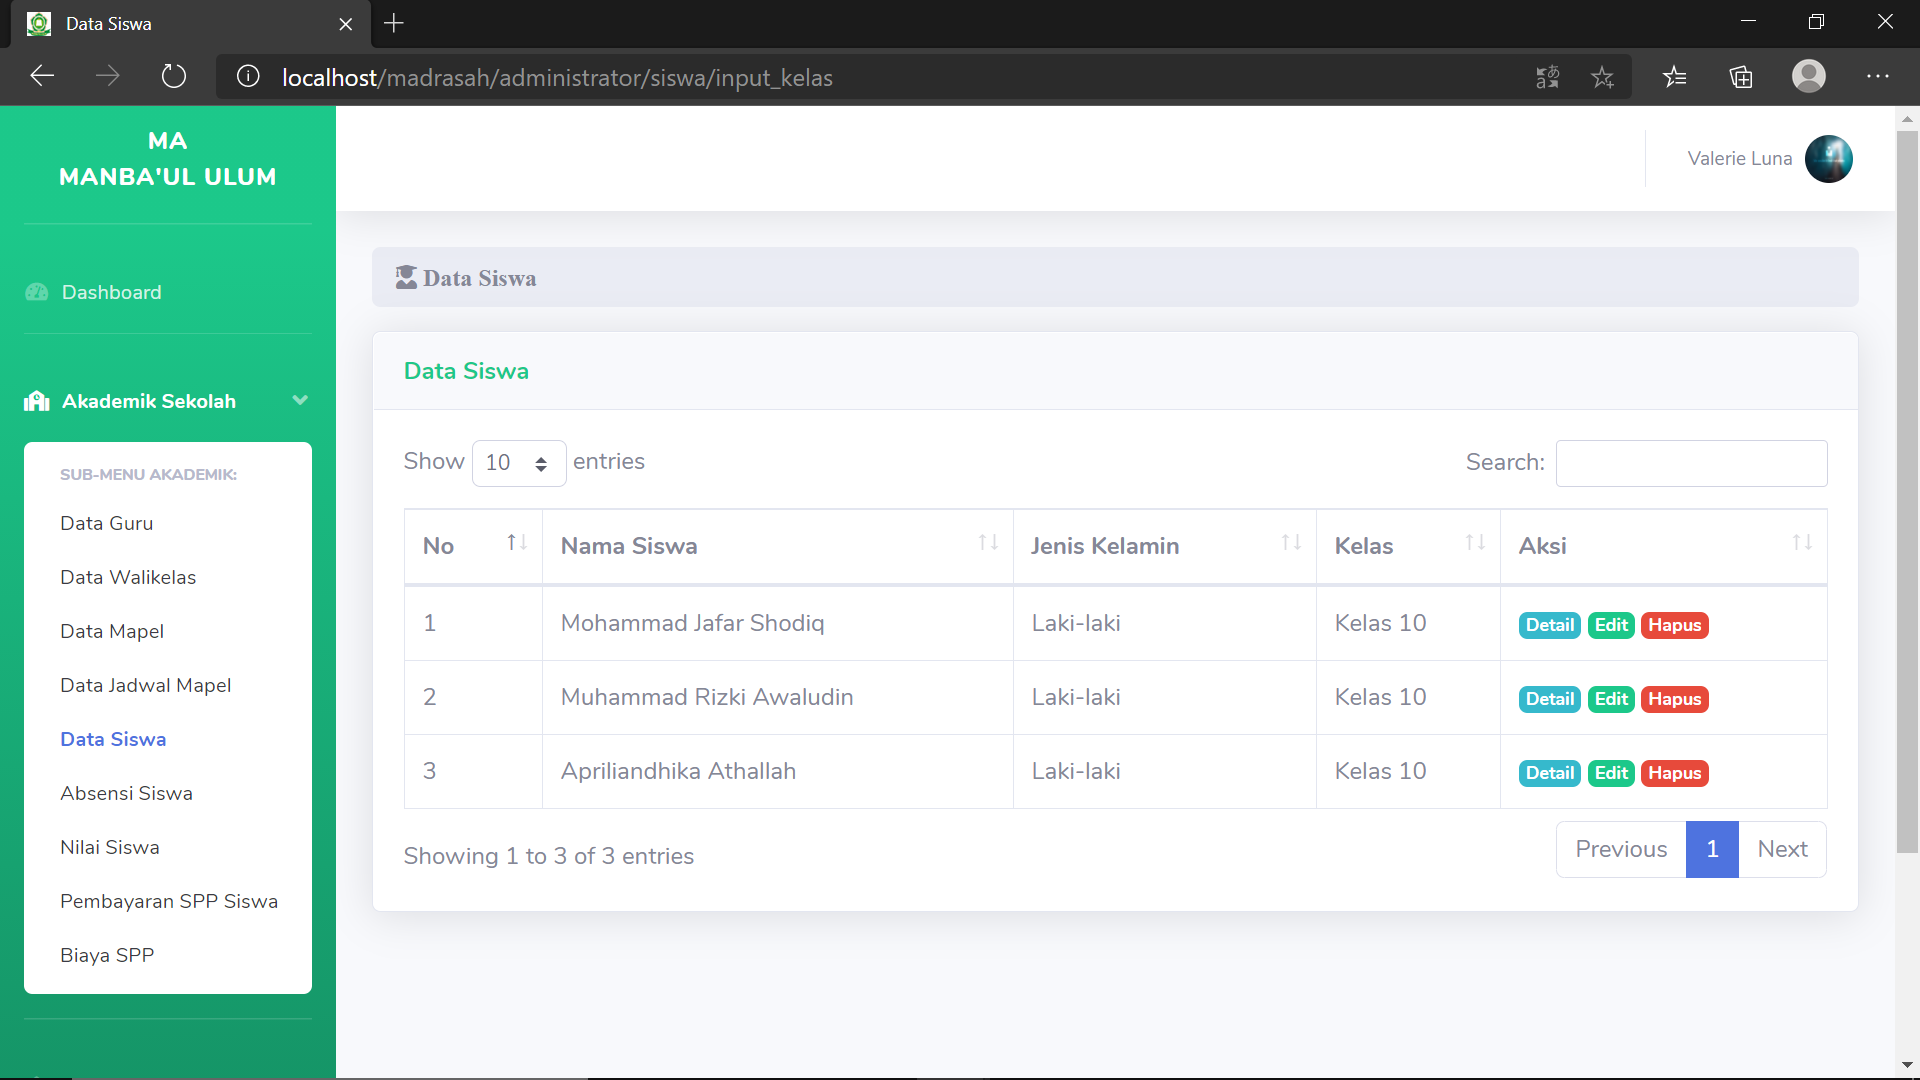 Data Siswa
localhost/madrasah/administrator/siswa/input_kelas
MA
MANBA'UL ULUM
Valerie Luna
Dashboard
Akademik Sekolah
SUB-MENU AKADEMIK:
Data Guru
Data Walikelas
Data Mapel
Data Jadwal Mapel
Data Siswa
Absensi Siswa
Nilai Siswa
Pembayaran SPP Siswa
Biaya SPP
Data Siswa
Data Siswa
Show 10 entries Search:
No Nama Siswa Jenis Kelamin Kelas Aksi
1 Mohammad Jafar Shodiq Laki-laki Kelas 10 Detail Edit Hapus
2 Muhammad Rizki Awaludin Laki-laki Kelas 10 Detail Edit Hapus
3 Apriliandhika Athallah Laki-laki Kelas 10 Detail Edit Hapus
Showing 1 to 3 of 3 entries Previous 1 Next